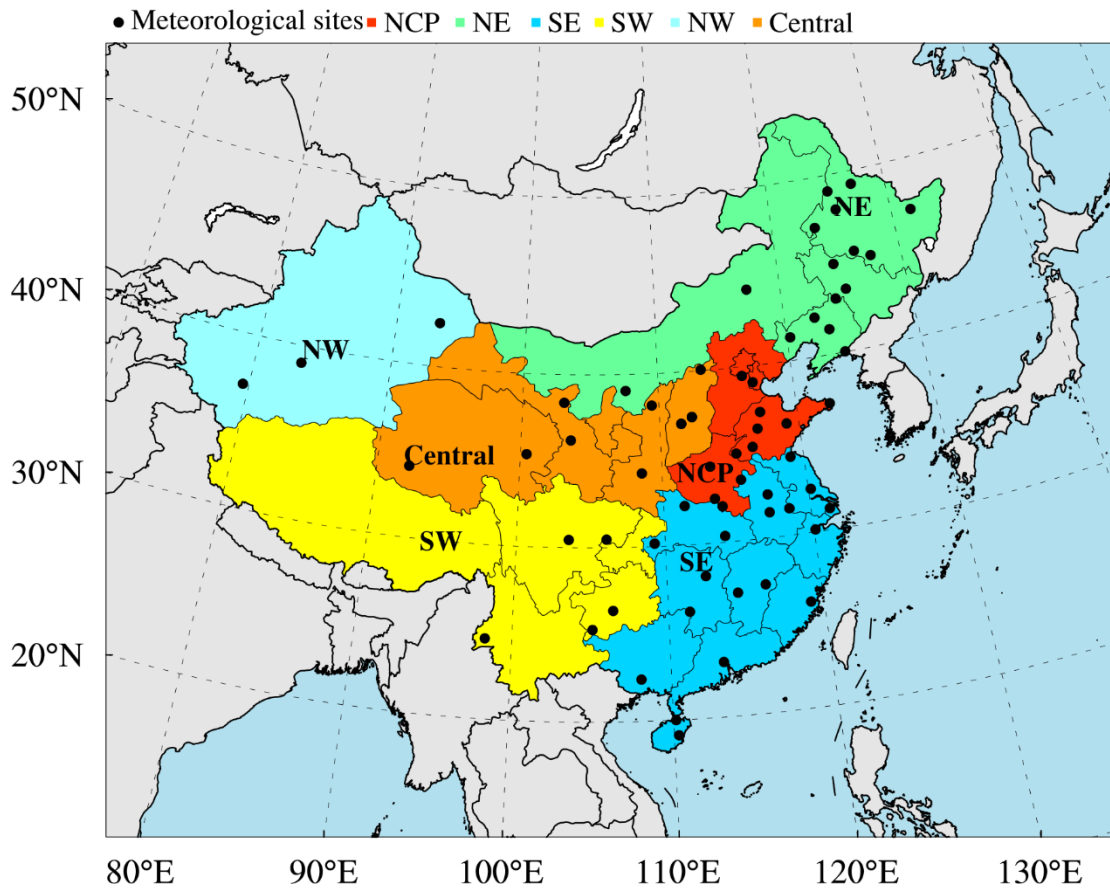 Meteorological sites NCP NE SE SW NW Central
50°N
NE
40°N
NW
Central
NCP
30°N
SW
SE
20°N
80°E 90°E 100°E 110°E 120°E 130°E